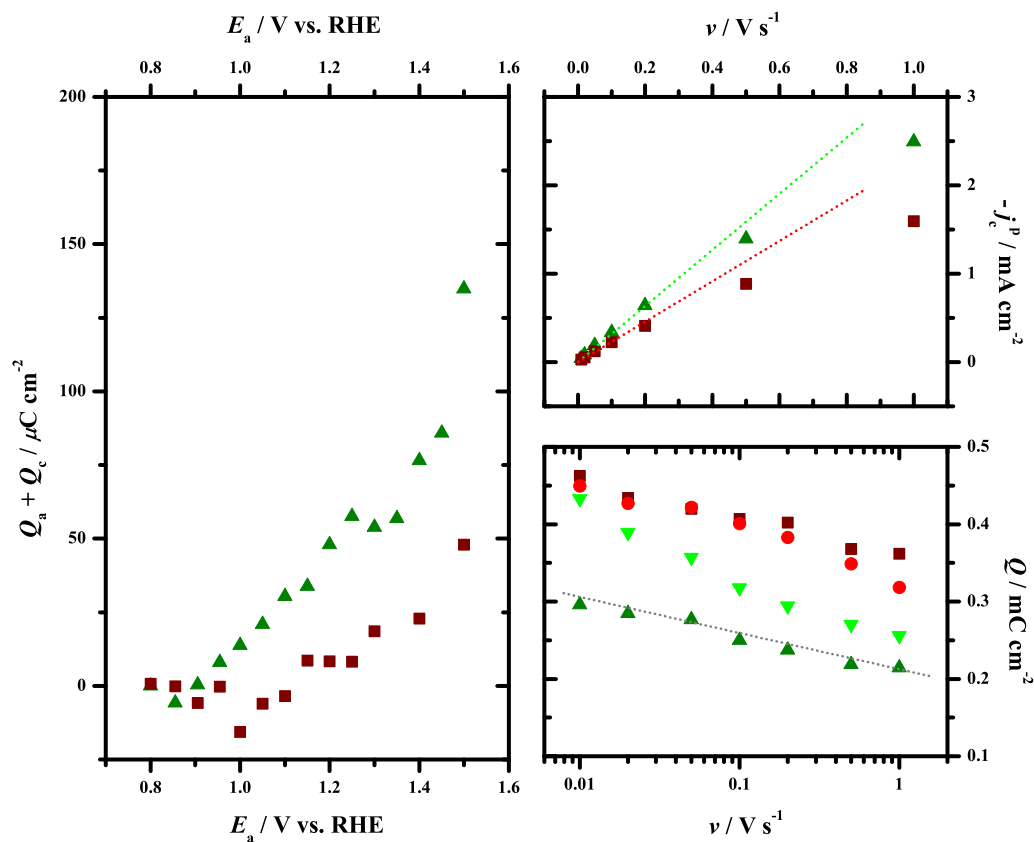 E_a / V vs. RHE
0.8 1.0 1.2 1.4 1.6
200
150
100
50
0
Q_a + Q_c / μC cm⁻²
0.8 1.0 1.2 1.4 1.6
E_a / V vs. RHE
v / V s⁻¹
0.0 0.2 0.4 0.6 0.8 1.0
3
2
1
0
- j_c^p / mA cm⁻²
0.5
0.4
0.3
0.2
0.1
Q / mC cm⁻²
0.01 0.1 1
v / V s⁻¹